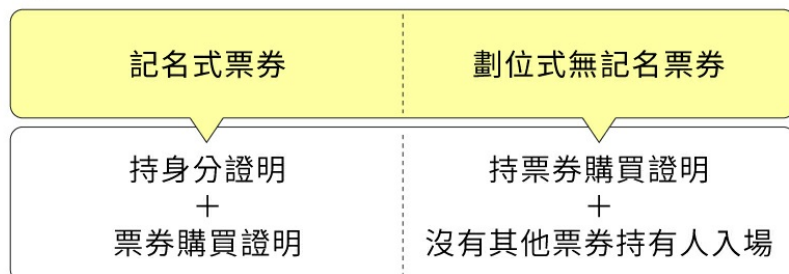 記名式票券
劃位式無記名票券
持身分證明
+
票券購買證明
持票券購買證明
+
沒有其他票券持有人入場